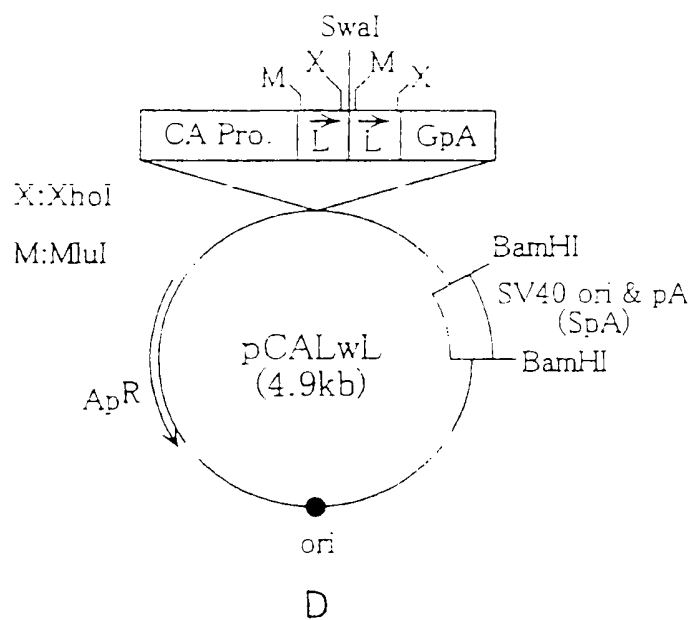 SwaI
X M
M X
CA Pro. L L GpA
X:XhoI
M:MluI
BamHI
SV40 ori & pA
(SpA)
BamHI
pCALwL
(4.9kb)
ApR
ori
D